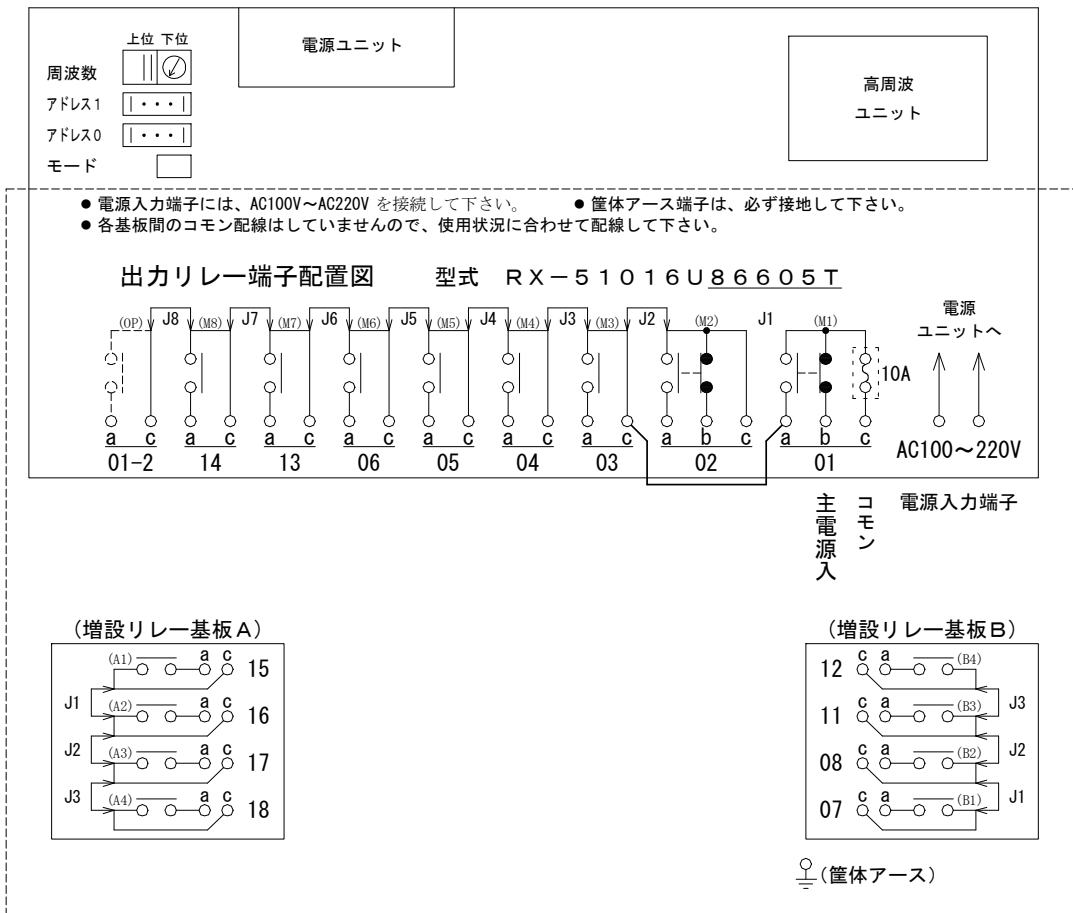 上位 下位
周波数
アドレス1
アドレス0
モード
電源ユニット
高周波
ユニット
● 電源入力端子には、AC100V～AC220V を接続して下さい。 ● 筐体アース端子は、必ず接地して下さい。
● 各基板間のコモン配線はしていませんので、使用状況に合わせて配線して下さい。
出力リレー端子配置図 型式 RX－51016U86605T
電源
ユニットへ
(OP) J8 (M8) J7 (M7) J6 (M6) J5 (M5) J4 (M4) J3 (M3) J2 (M2) J1 (M1)
10A
a c a c a c a c a c a c a c a b c a b c
01-2 14 13 06 05 04 03 02 01
AC100～220V
主電源入
コモン
電源入力端子
(増設リレー基板A)
(A1) a c 15
J1
(A2) a c 16
J2
(A3) a c 17
J3
(A4) a c 18
(増設リレー基板B)
12 c a (B4)
J3
11 c a (B3)
J2
08 c a (B2)
J1
07 c a (B1)
(筐体アース)